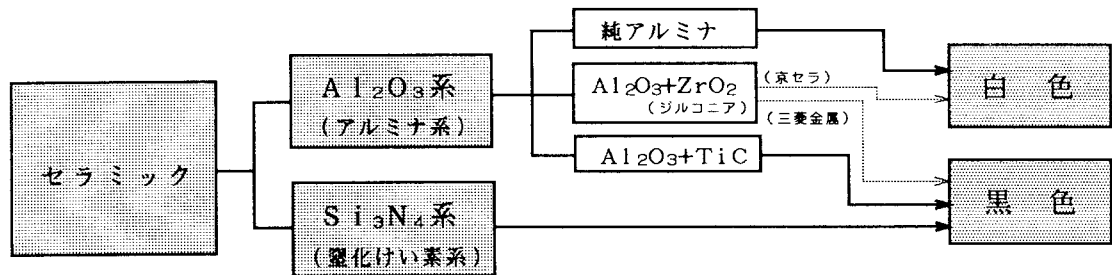 セラミック
Al₂O₃系
(アルミナ系)
Si₃N₄系
(窒化けい素系)
純アルミナ
Al₂O₃+ZrO₂
(ジルコニア)
Al₂O₃+TiC
(京セラ)
(三菱金属)
白色
黒色